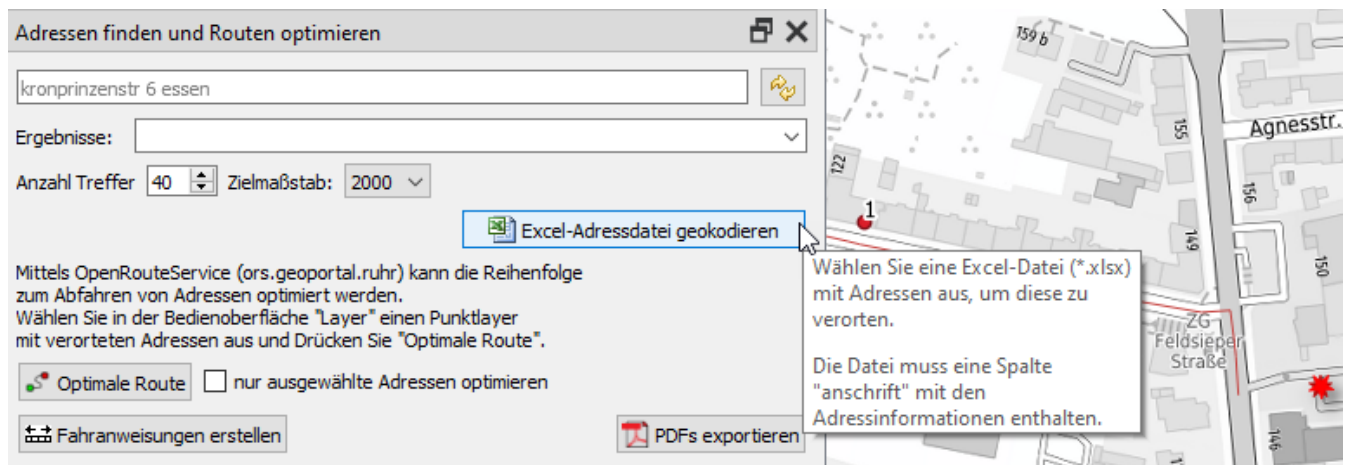 Adressen finden und Routen optimieren
kronprinzenstr 6 essen
Ergebnisse:
Anzahl Treffer 40 Zielmaßstab: 2000
Excel-Adressdatei geokodieren
Mittels OpenRouteService (ors.geoportal.ruhr) kann die Reihenfolge
zum Abfahren von Adressen optimiert werden.
Wählen Sie in der Bedienoberfläche "Layer" einen Punktlayer
mit verorteten Adressen aus und Drücken Sie "Optimale Route".
Optimale Route nur ausgewählte Adressen optimieren
Fahranweisungen erstellen PDFs exportieren
Wählen Sie eine Excel-Datei (*.xlsx)
mit Adressen aus, um diese zu
verorten.
Die Datei muss eine Spalte
"anschrift" mit den
Adressinformationen enthalten.
159 b
155
Agnesstr.
122
1
156
149
150
ZG
Feldsieper
Straße
146